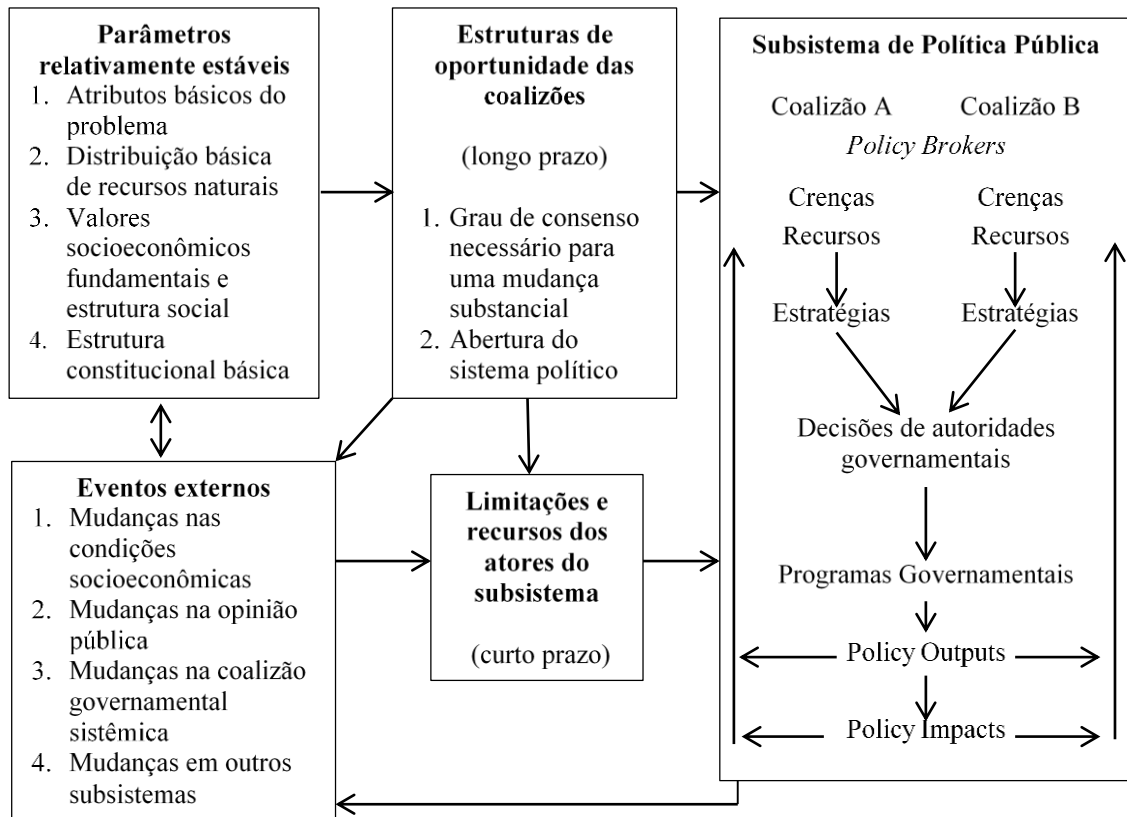 Parâmetros
relativamente estáveis
1. Atributos básicos do
problema
2. Distribuição básica
de recursos naturais
3. Valores
socioeconômicos
fundamentais e
estrutura social
4. Estrutura
constitucional básica
Estruturas de
oportunidade das
coalizões
(longo prazo)
1. Grau de consenso
necessário para
uma mudança
substancial
2. Abertura do
sistema político
Eventos externos
1. Mudanças nas
condições
socioeconômicas
2. Mudanças na opinião
pública
3. Mudanças na coalizão
governamental
sistêmica
4. Mudanças em outros
subsistemas
Limitações e
recursos dos
atores do
subsistema
(curto prazo)
Subsistema de Política Pública
Coalizão A Coalizão B
Policy Brokers
Crenças Crenças
Recursos Recursos
Estratégias Estratégias
Decisões de autoridades
governamentais
Programas Governamentais
Policy Outputs
Policy Impacts